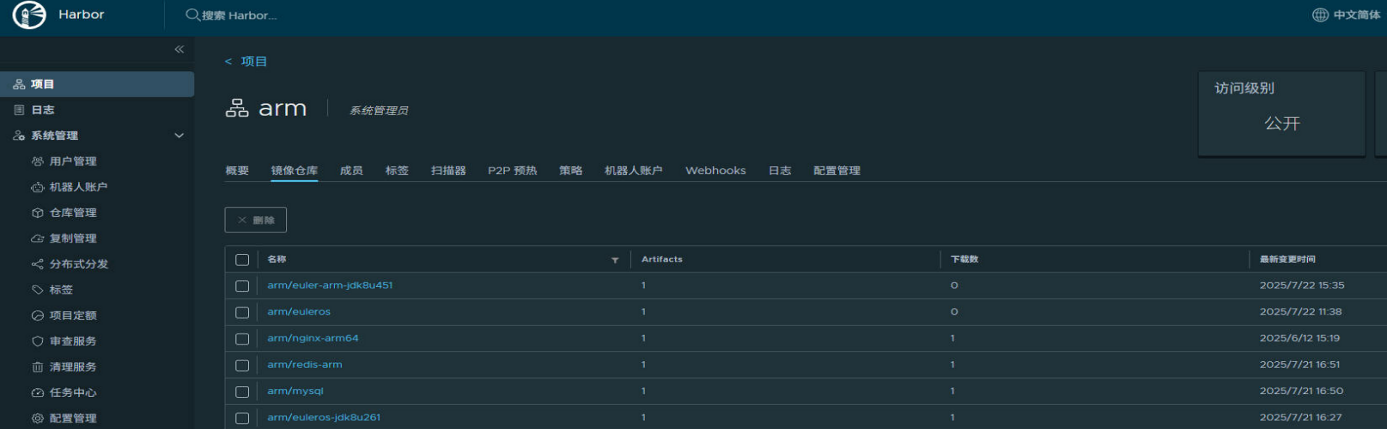 Harbor
搜索 Harbor...
中文简体
项目
日志
系统管理
用户管理
机器人账户
仓库管理
复制管理
分布式分发
标签
项目定额
审查服务
清理服务
任务中心
配置管理
< 项目
arm
系统管理员
访问级别
公开
概要 镜像仓库 成员 标签 扫描器 P2P 预热 策略 机器人账户 Webhooks 日志 配置管理
× 删除
名称 Artifacts 下载数 最新变更时间
arm/euler-arm-jdk8u451 1 0 2025/7/22 15:35
arm/euleros 1 0 2025/7/22 11:38
arm/nginx-arm64 1 1 2025/6/12 15:19
arm/redis-arm 1 1 2025/7/21 16:51
arm/mysql 1 1 2025/7/21 16:50
arm/euleros-jdk8u261 1 1 2025/7/21 16:27